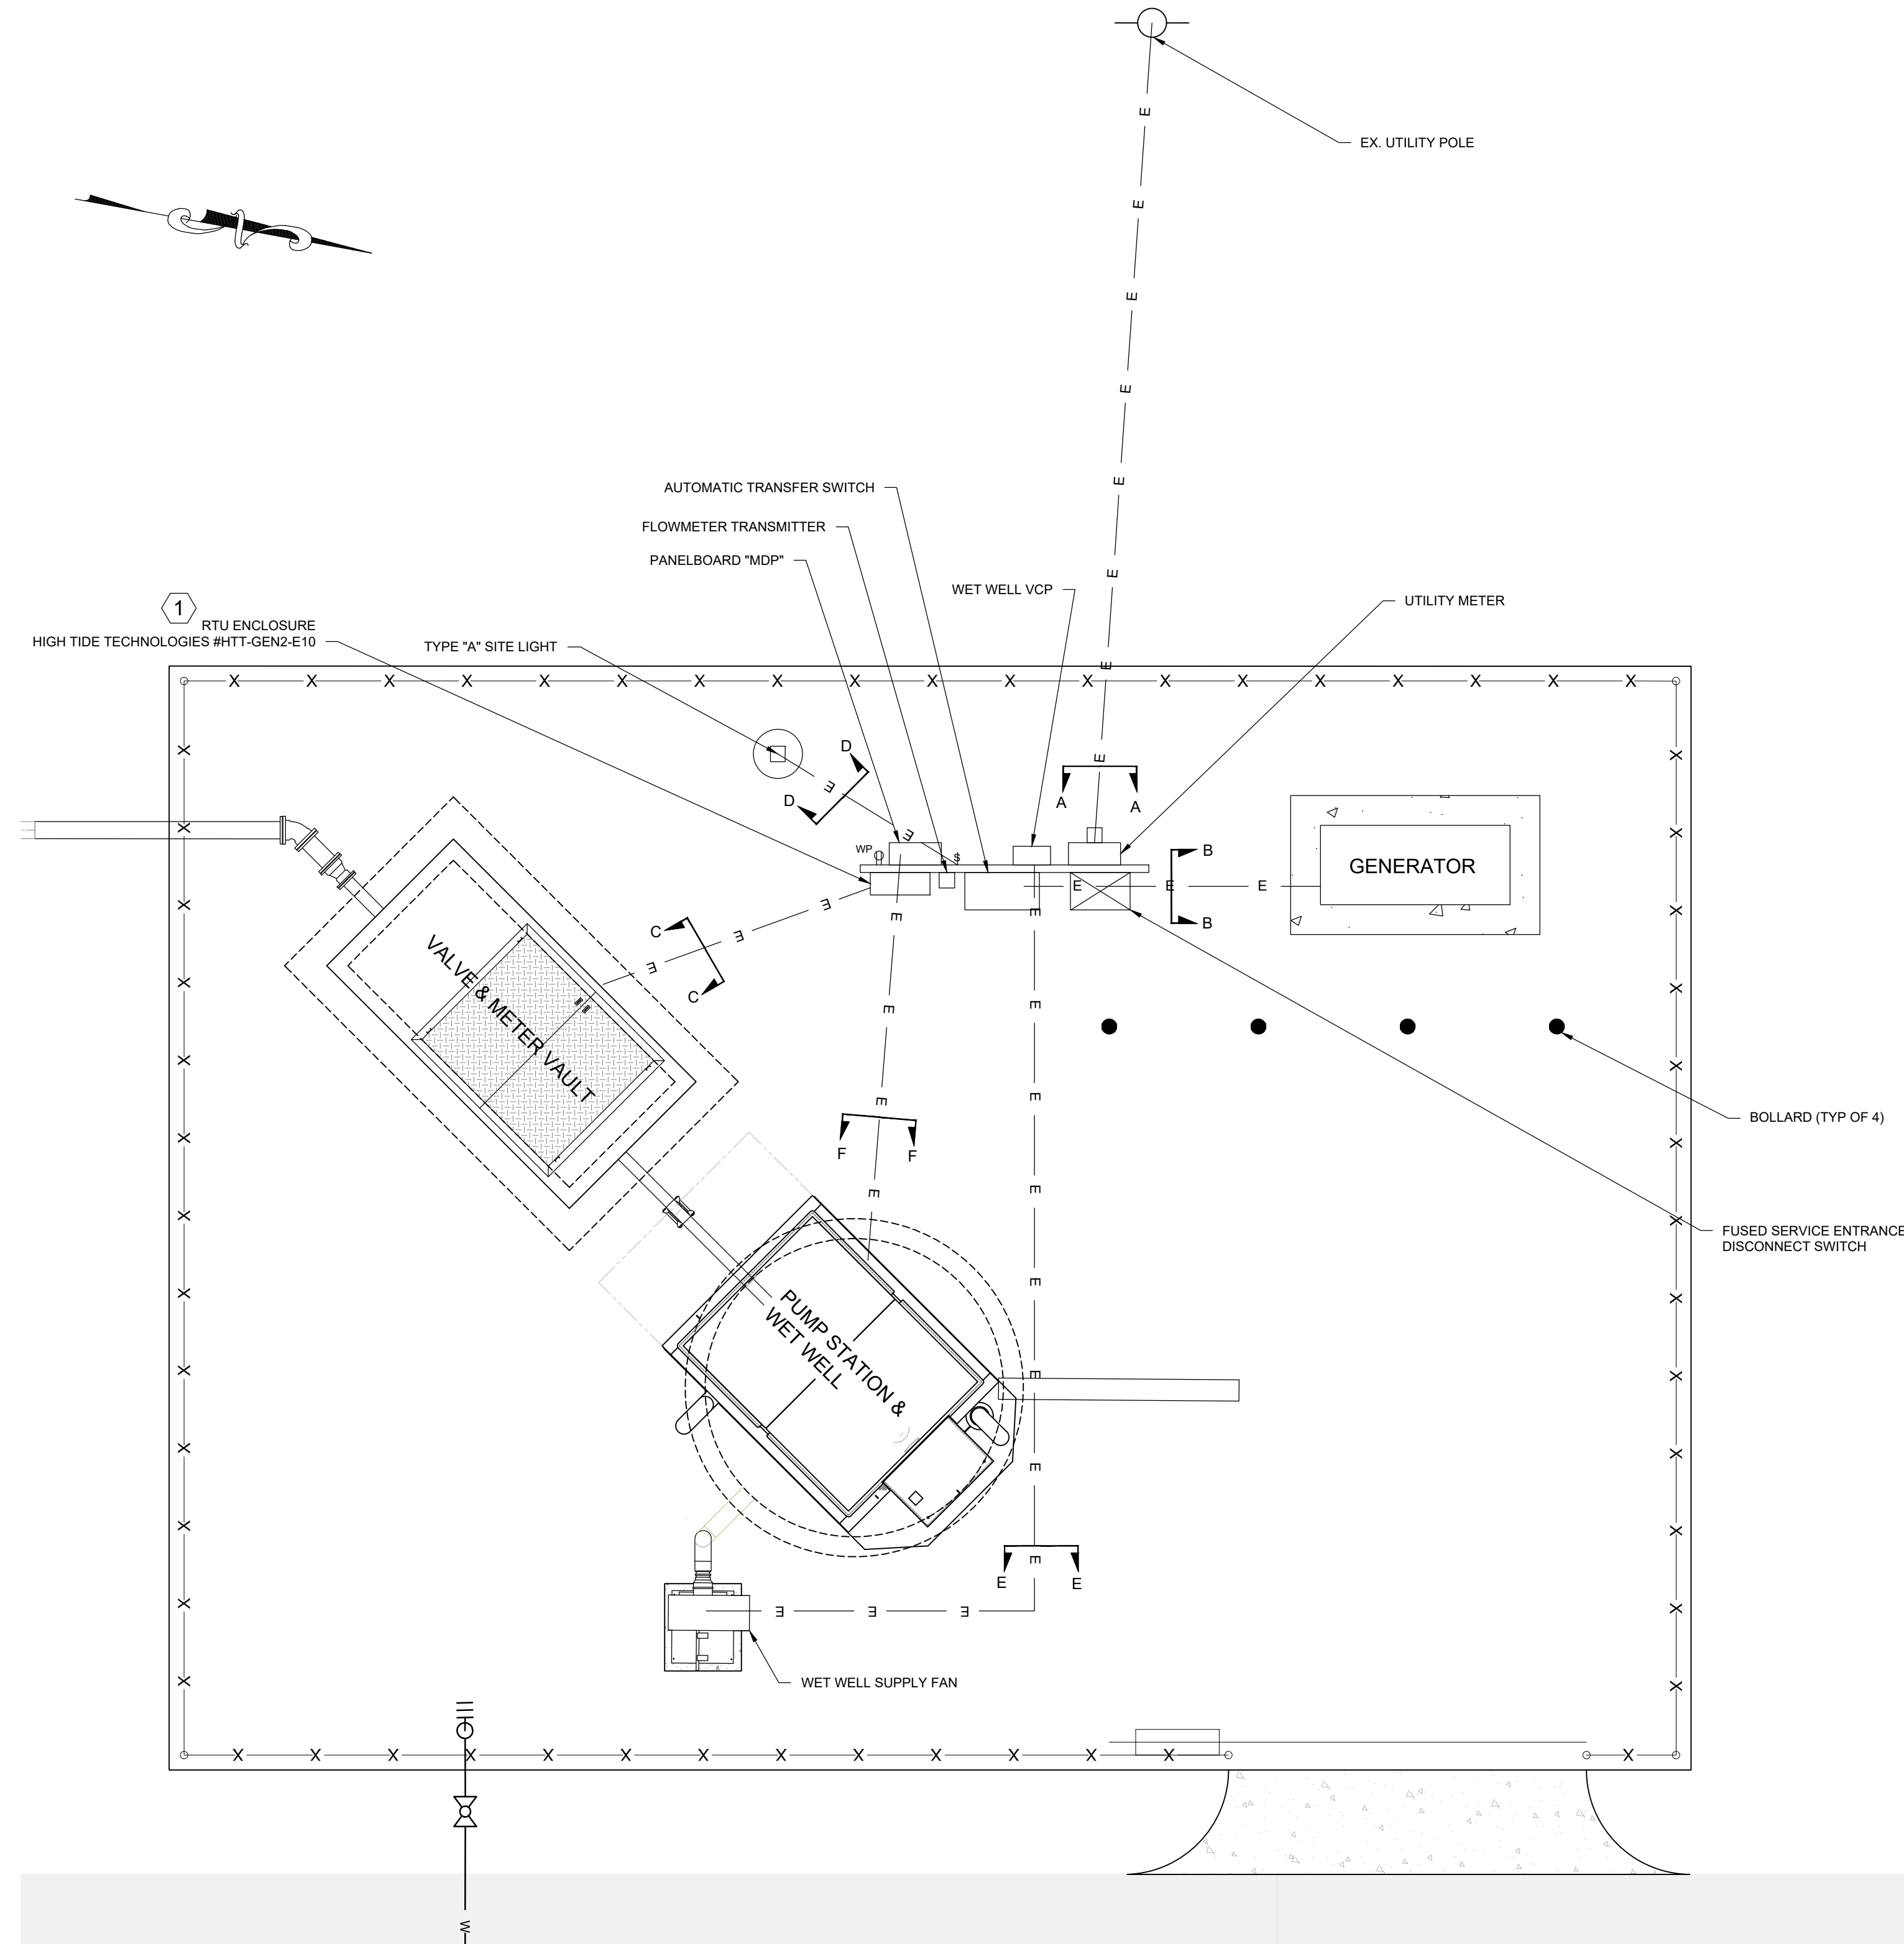 EX. UTILITY POLE
AUTOMATIC TRANSFER SWITCH
FLOWMETER TRANSMITTER
PANELBOARD "MDP"
WET WELL VCP
UTILITY METER
1
RTU ENCLOSURE
HIGH TIDE TECHNOLOGIES #HTT-GEN2-E10
TYPE "A" SITE LIGHT
D
D
A
A
WP
$
B
B
GENERATOR
C
C
VALVE & METER VAULT
BOLLARD (TYP OF 4)
F
F
FUSED SERVICE ENTRANCE
DISCONNECT SWITCH
PUMP STATION &
WET WELL
E
E
WET WELL SUPPLY FAN
W